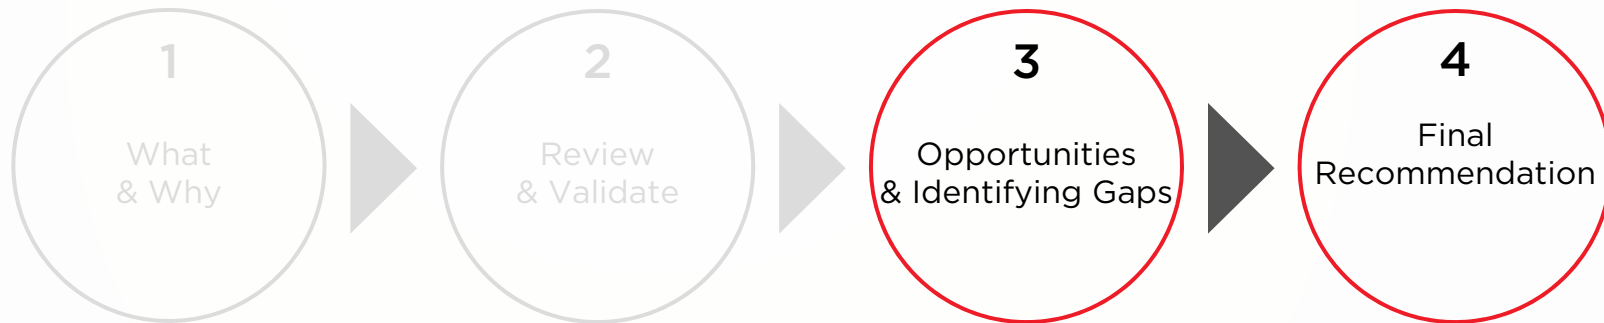 1
What
& Why
2
Review
& Validate
3
Opportunities
& Identifying Gaps
4
Final
Recommendation